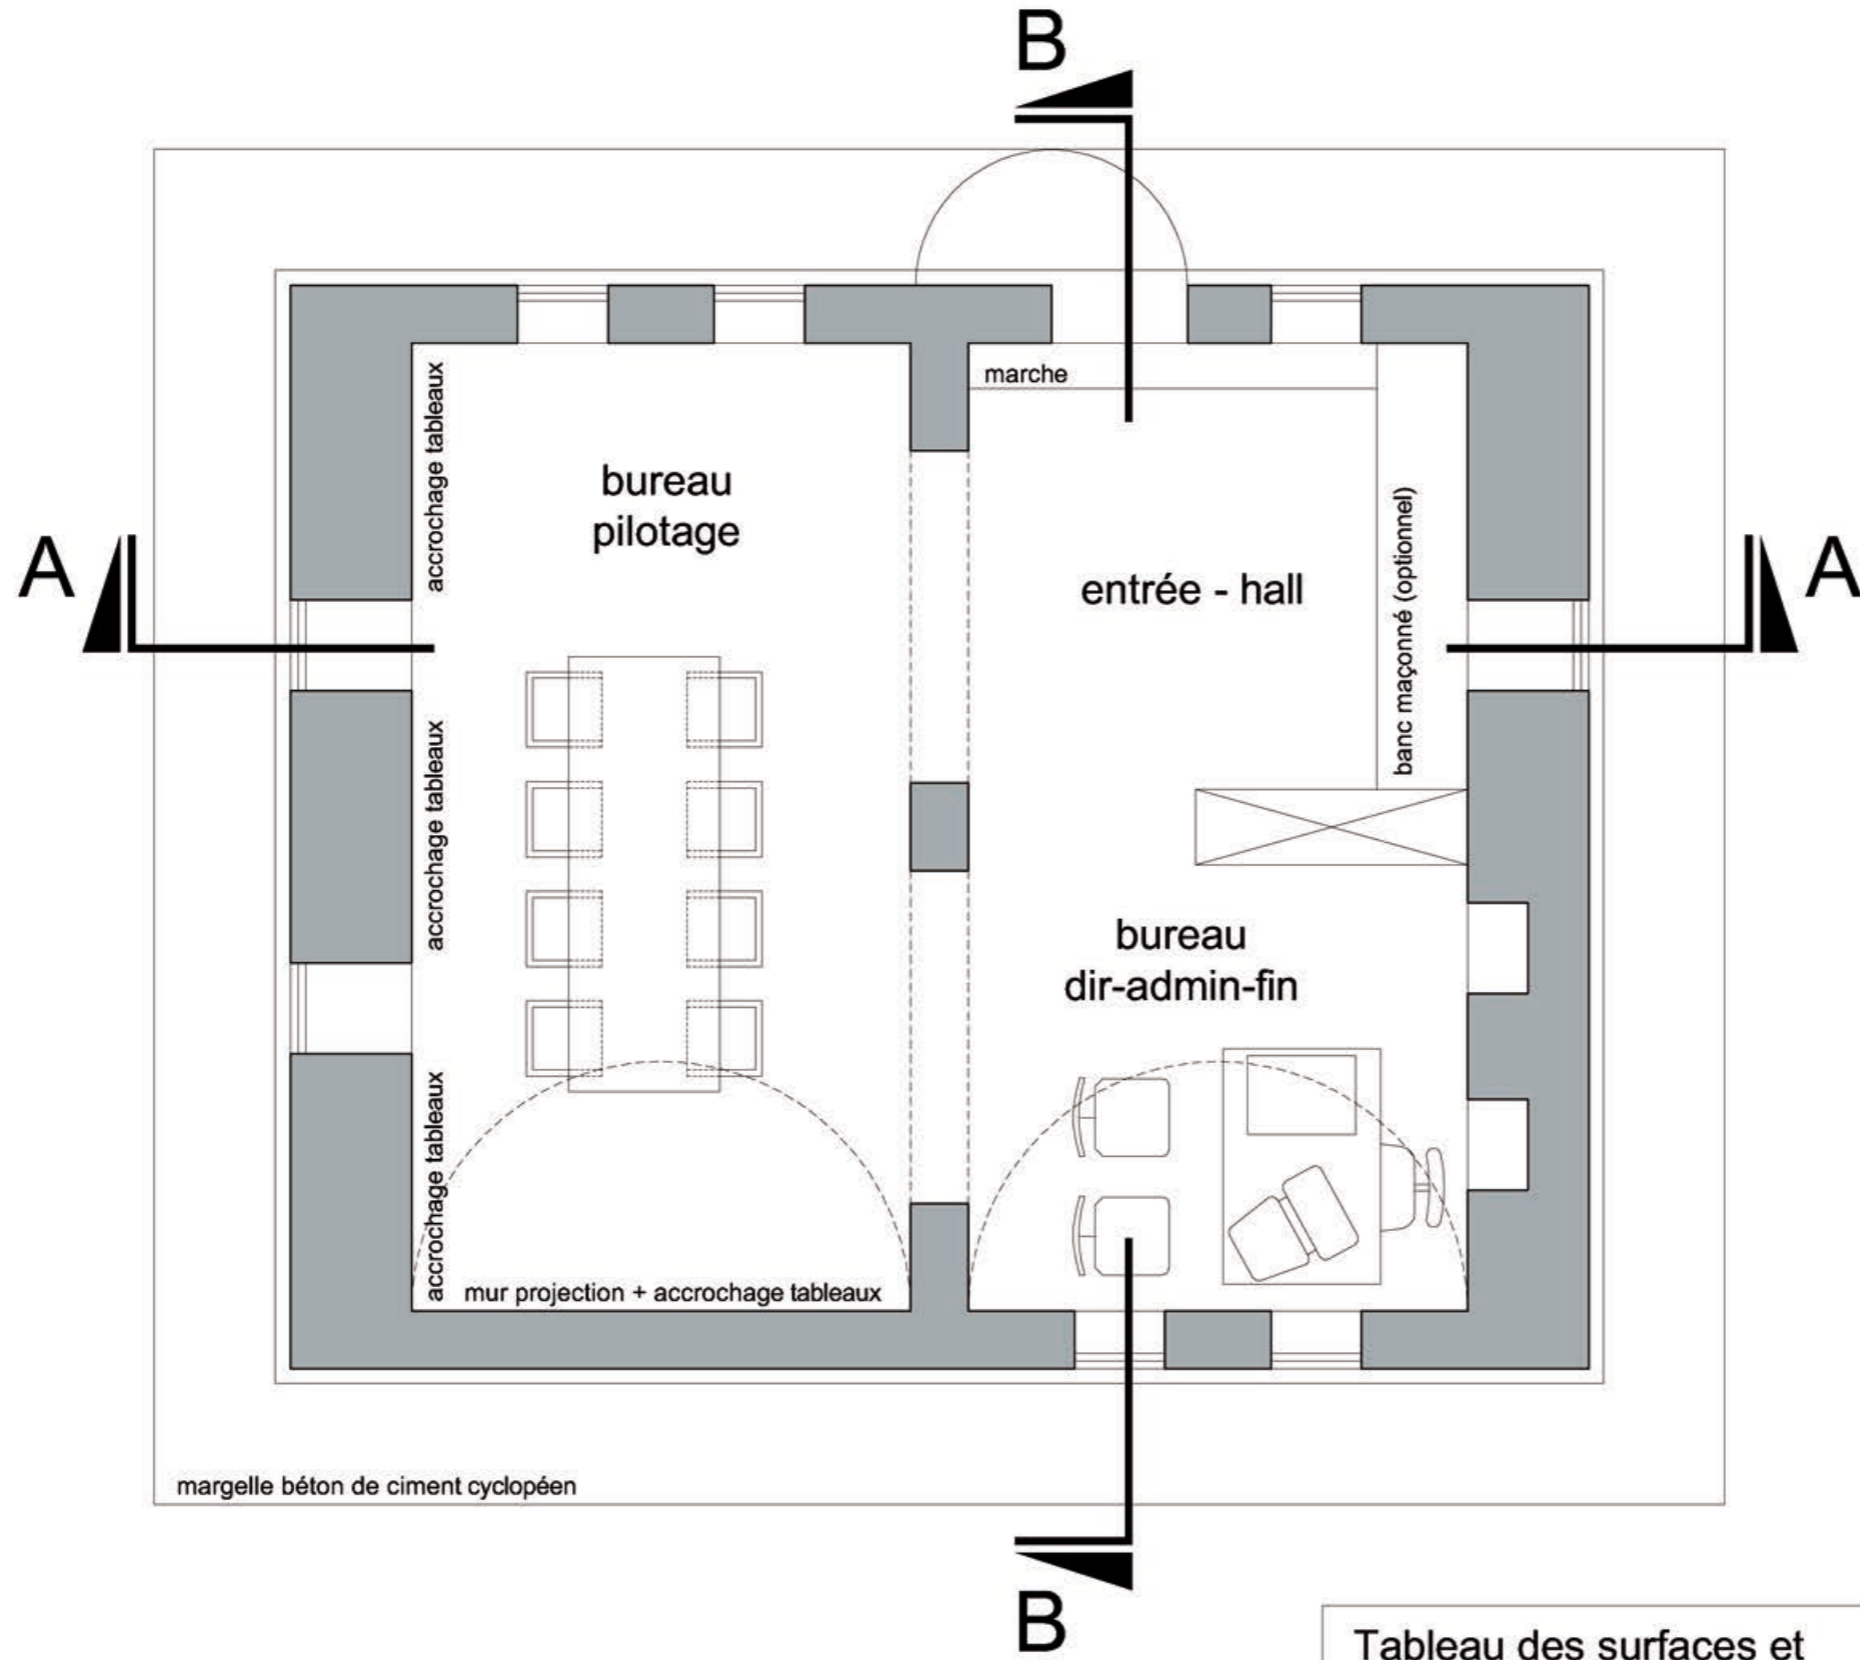 B
marche
accrochage tableaux
bureau
pilotage
A
entrée - hall
banc maçonné (optionnel)
A
accrochage tableaux
bureau
dir-admin-fin
accrochage tableaux
mur projection + accrochage tableaux
margelle béton de ciment cyclopéen
B
Tableau des surfaces et